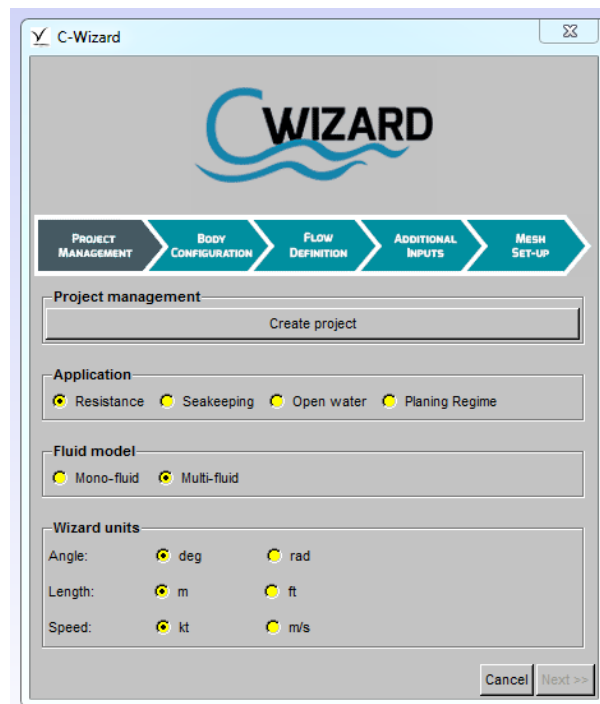 C-Wizard
CWIZARD
PROJECT MANAGEMENT
BODY CONFIGURATION
FLOW DEFINITION
ADDITIONAL INPUTS
MESH SET-UP
Project management
Create project
Application
Resistance Seakeeping Open water Planing Regime
Fluid model
Mono-fluid Multi-fluid
Wizard units
Angle: deg rad
Length: m ft
Speed: kt m/s
Cancel Next >>